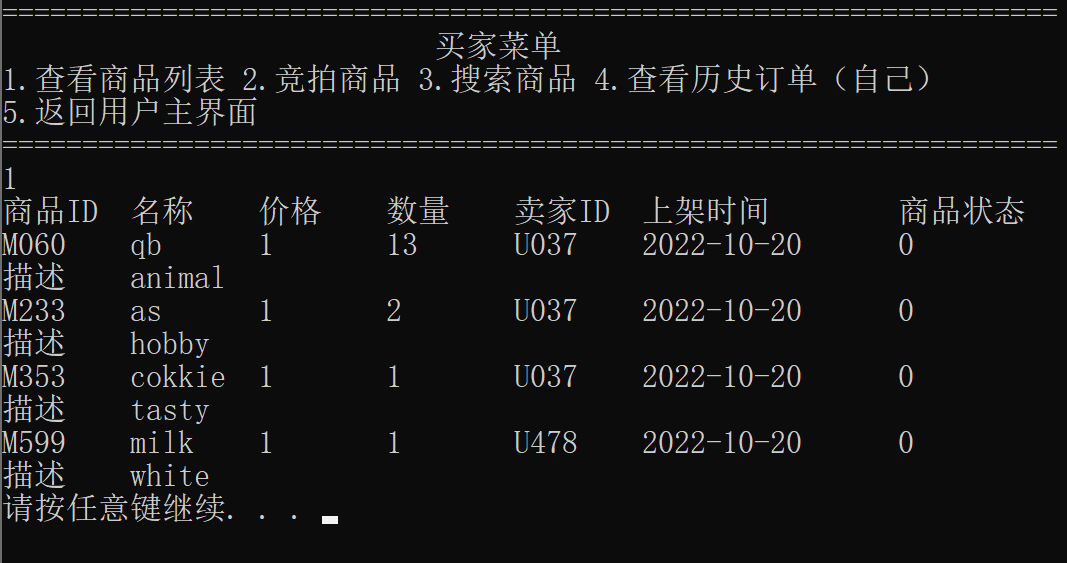 ==================================================================
买家菜单
1.查看商品列表 2.竞拍商品 3.搜索商品 4.查看历史订单（自己）
5.返回用户主界面
==================================================================
1
商品ID 名称 价格 数量 卖家ID 上架时间 商品状态
M060 qb 1 13 U037 2022-10-20 0
描述 animal
M233 as 1 2 U037 2022-10-20 0
描述 hobby
M353 cokkie 1 1 U037 2022-10-20 0
描述 tasty
M599 milk 1 1 U478 2022-10-20 0
描述 white
请按任意键继续. . .